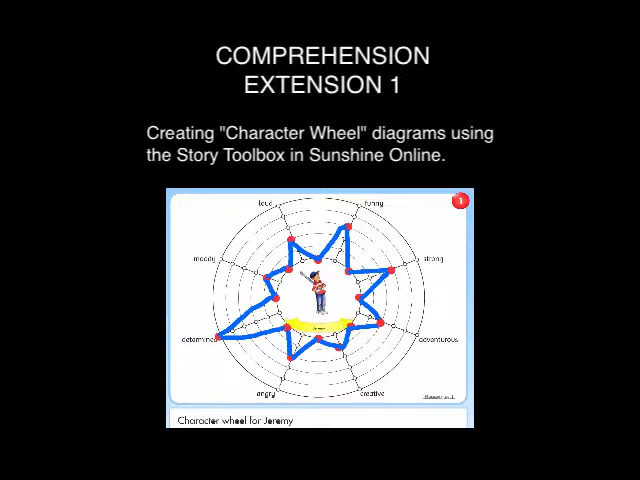 COMPREHENSION
EXTENSION 1
Creating "Character Wheel" diagrams using
the Story Toolbox in Sunshine Online.
1
loud
funny
moody
strong
Jeremy
determined
adventurous
angry
creative
Character wheel for Jeremy